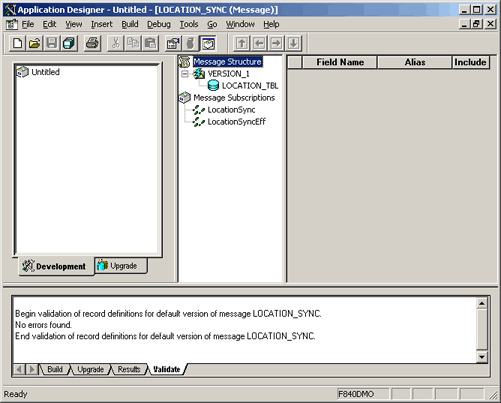 Application Designer - Untitled - [LOCATION_SYNC (Message)]
File Edit View Insert Build Debug Tools Go Window Help
Untitled
Development Upgrade
Message Structure
VERSION_1
LOCATION_TBL
Message Subscriptions
LocationSync
LocationSyncEff
Field Name Alias Include
Begin validation of record definitions for default version of message LOCATION_SYNC.
No errors found.
End validation of record definitions for default version of message LOCATION_SYNC.
Build Upgrade Results Validate
Ready F840DMO